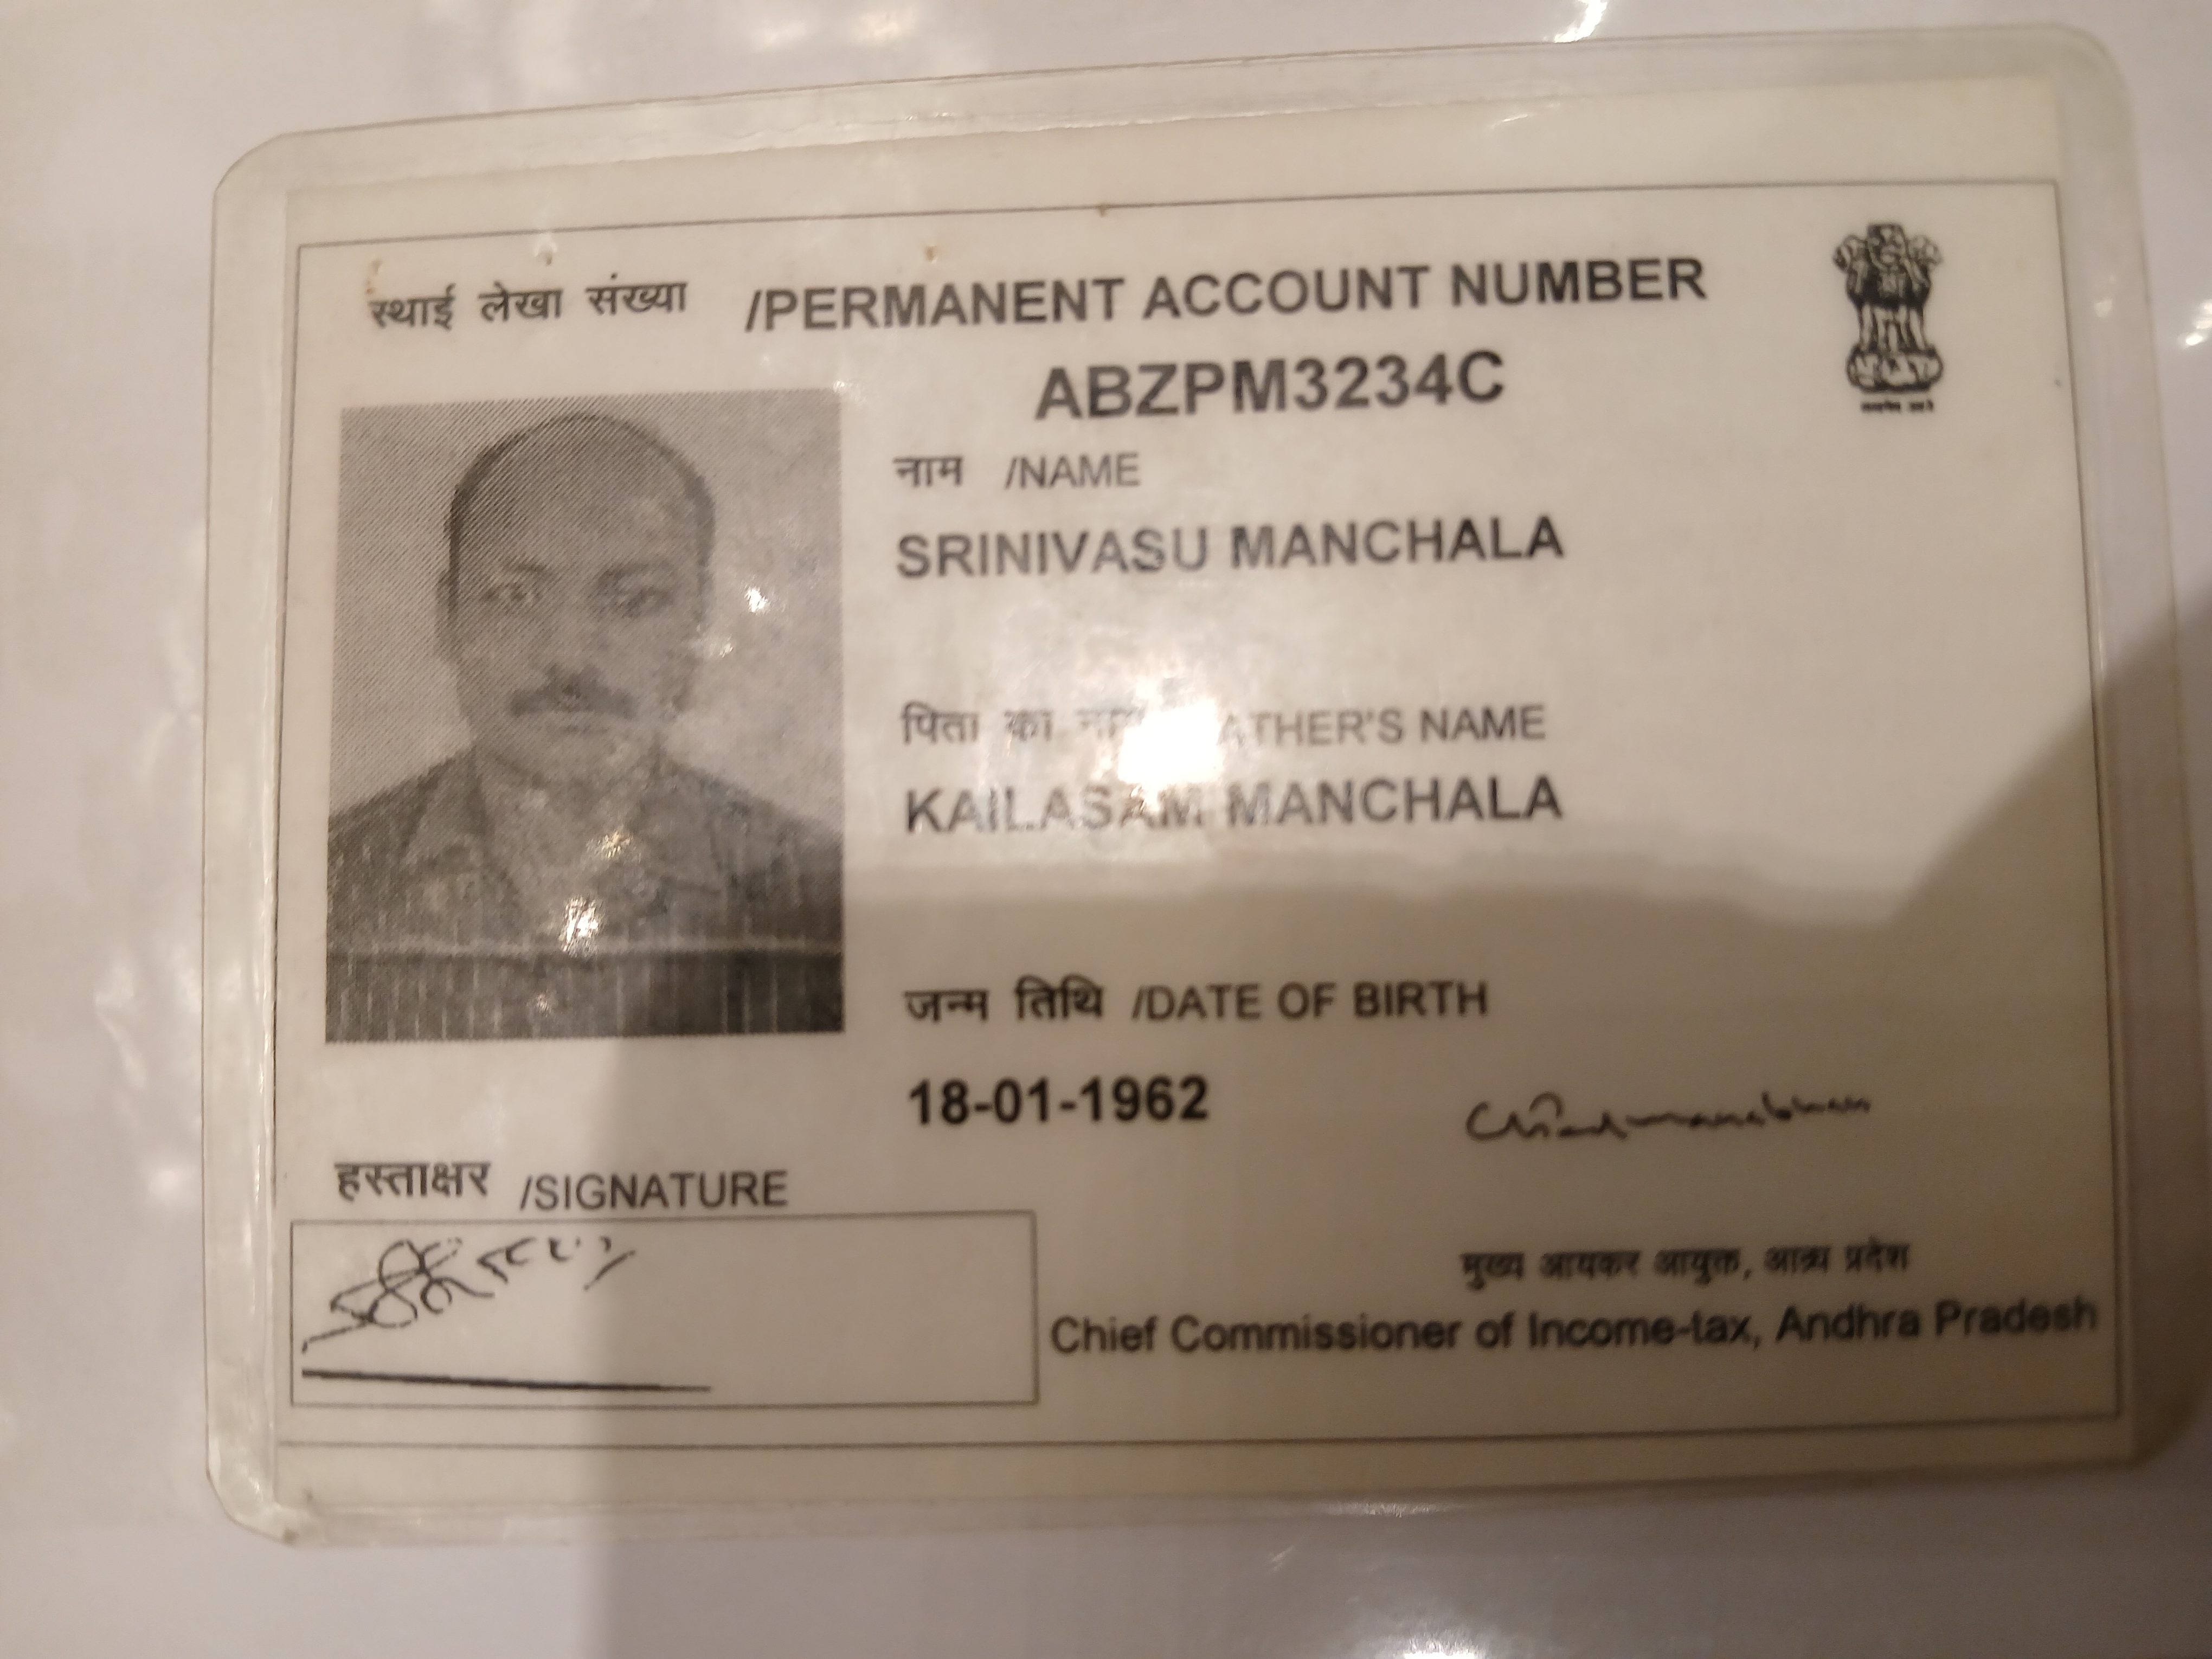 स्थाई लेखा संख्या /PERMANENT ACCOUNT NUMBER
ABZPM3234C
नाम /NAME
SRINIVASU MANCHALA
पिता का ATHER'S NAME
KAILASAM MANCHALA
जन्म तिथि /DATE OF BIRTH
18-01-1962
हस्ताक्षर /SIGNATURE
मुख्य आयकर आयुक्त, आन्ध्र प्रदेश
Chief Commissioner of Income-tax, Andhra Pradesh